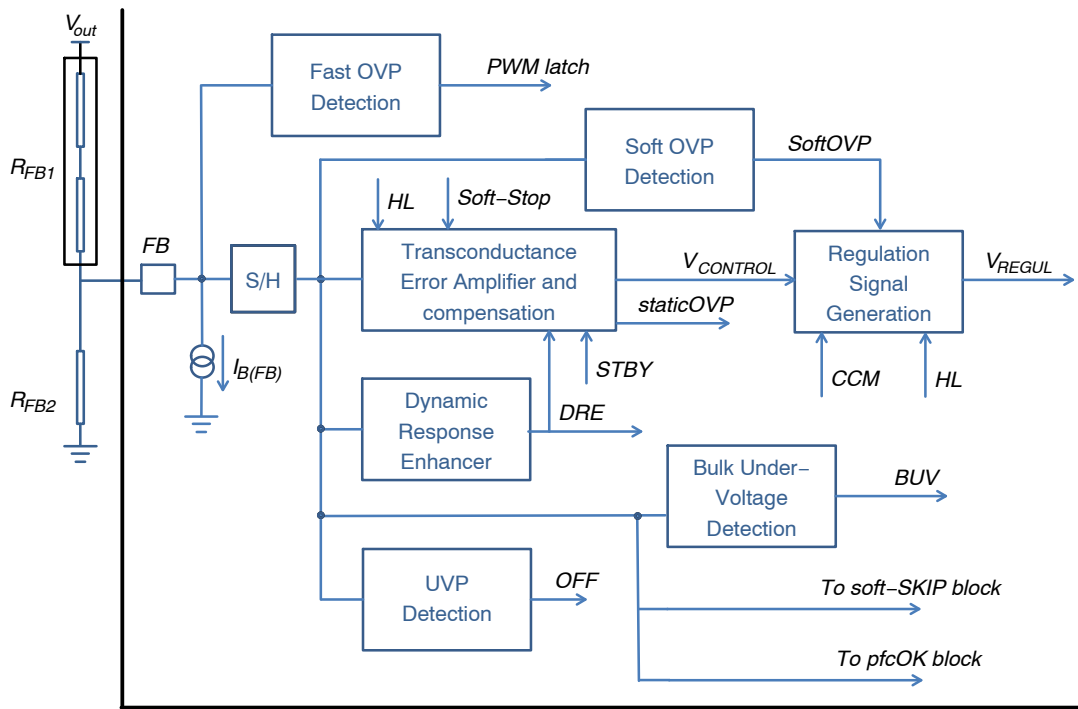 Vout
Fast OVP
Detection
PWM latch
RFB1
Soft OVP
Detection
SoftOVP
HL
Soft−Stop
FB
S/H
Transconductance
Error Amplifier and
compensation
VCONTROL
staticOVP
Regulation
Signal
Generation
VREGUL
IB(FB)
STBY
CCM
HL
RFB2
Dynamic
Response
Enhancer
DRE
Bulk Under−
Voltage
Detection
BUV
UVP
Detection
OFF
To soft−SKIP block
To pfcOK block